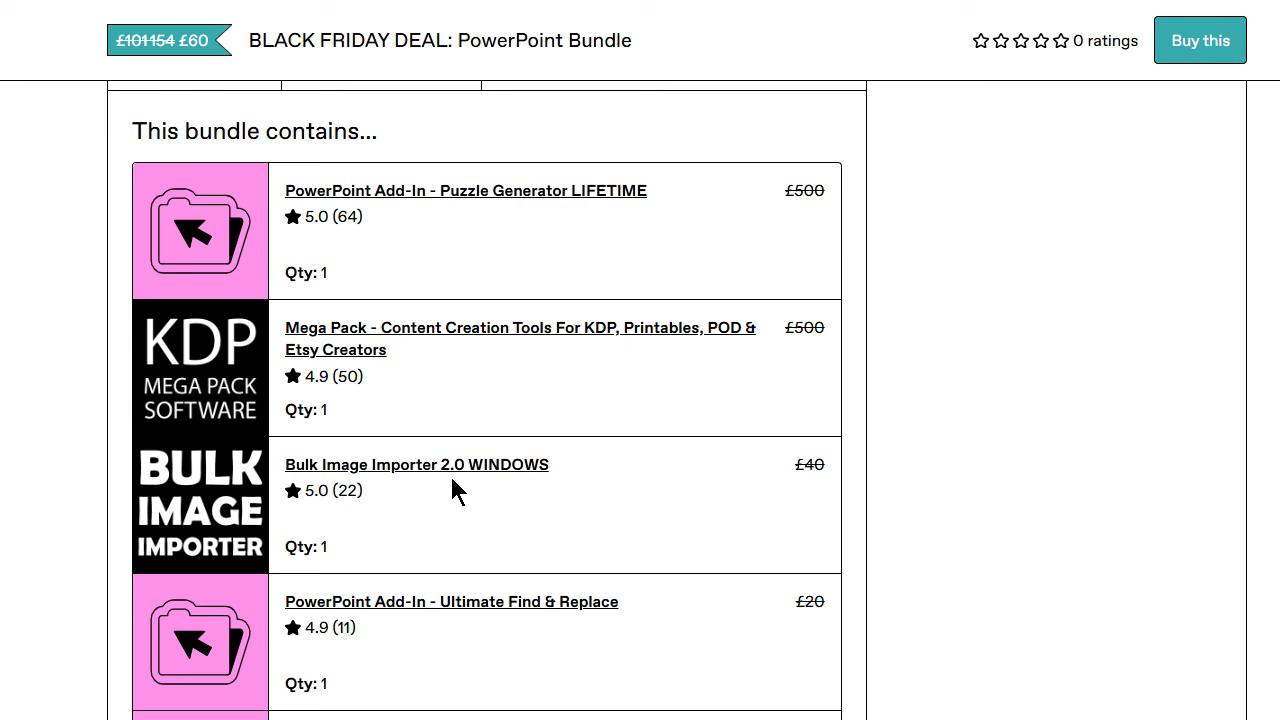 £101154 £60
BLACK FRIDAY DEAL: PowerPoint Bundle
0 ratings
Buy this
This bundle contains...
PowerPoint Add-In - Puzzle Generator LIFETIME
£500
5.0 (64)
Qty: 1
KDP
MEGA PACK
SOFTWARE
Mega Pack - Content Creation Tools For KDP, Printables, POD &
Etsy Creators
£500
4.9 (50)
Qty: 1
BULK
IMAGE
IMPORTER
Bulk Image Importer 2.0 WINDOWS
£40
5.0 (22)
Qty: 1
PowerPoint Add-In - Ultimate Find & Replace
£20
4.9 (11)
Qty: 1